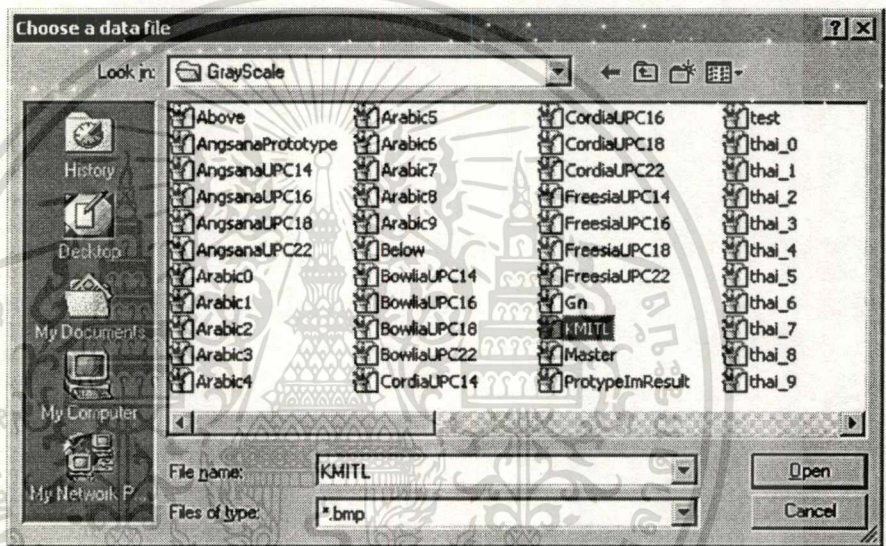 Choose a data file
Look in: GrayScale
History
Desktop
My Documents
My Computer
My Network P...
Above
AngsanaPrototype
AngsanaUPC14
AngsanaUPC16
AngsanaUPC18
AngsanaUPC22
Arabic0
Arabic1
Arabic2
Arabic3
Arabic4
Arabic5
Arabic6
Arabic7
Arabic8
Arabic9
Below
BowliaUPC14
BowliaUPC16
BowliaUPC18
BowliaUPC22
CordiaUPC14
CordiaUPC16
CordiaUPC18
CordiaUPC22
FreesiaUPC14
FreesiaUPC16
FreesiaUPC18
FreesiaUPC22
Gn
KMITL
Master
ProtypeImResult
test
thai_0
thai_1
thai_2
thai_3
thai_4
thai_5
thai_6
thai_7
thai_8
thai_9
File name: KMITL Open
Files of type: *.bmp Cancel